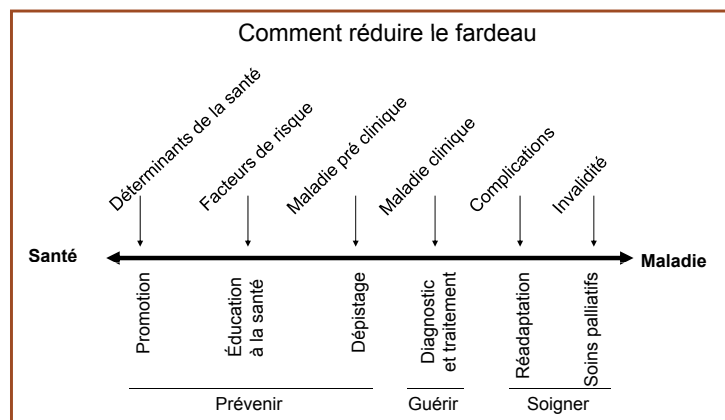 Comment réduire le fardeau
Déterminants de la santé
Facteurs de risque
Maladie pré clinique
Maladie clinique
Complications
Invalidité
Santé
Maladie
Promotion
Éducation
à la santé
Dépistage
Diagnostic
et traitement
Réadaptation
Soins palliatifs
Prévenir
Guérir
Soigner